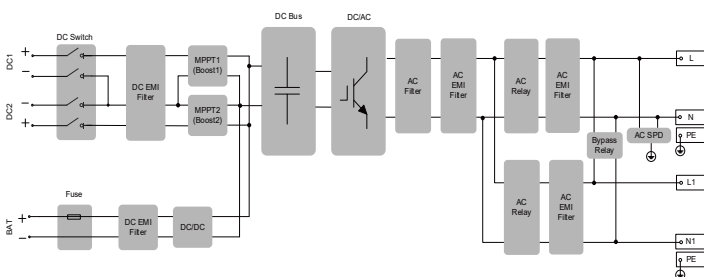 DC Bus
DC/AC
DC Switch
DC1
+
−
DC2
−
+
DC EMI
Filter
MPPT1
(Boost1)
MPPT2
(Boost2)
AC
Filter
AC
EMI
Filter
AC
Relay
AC
EMI
Filter
L
N
PE
Bypass
Relay
AC SPD
AC
Relay
AC
EMI
Filter
L1
N1
PE
Fuse
BAT
+
−
DC EMI
Filter
DC/DC